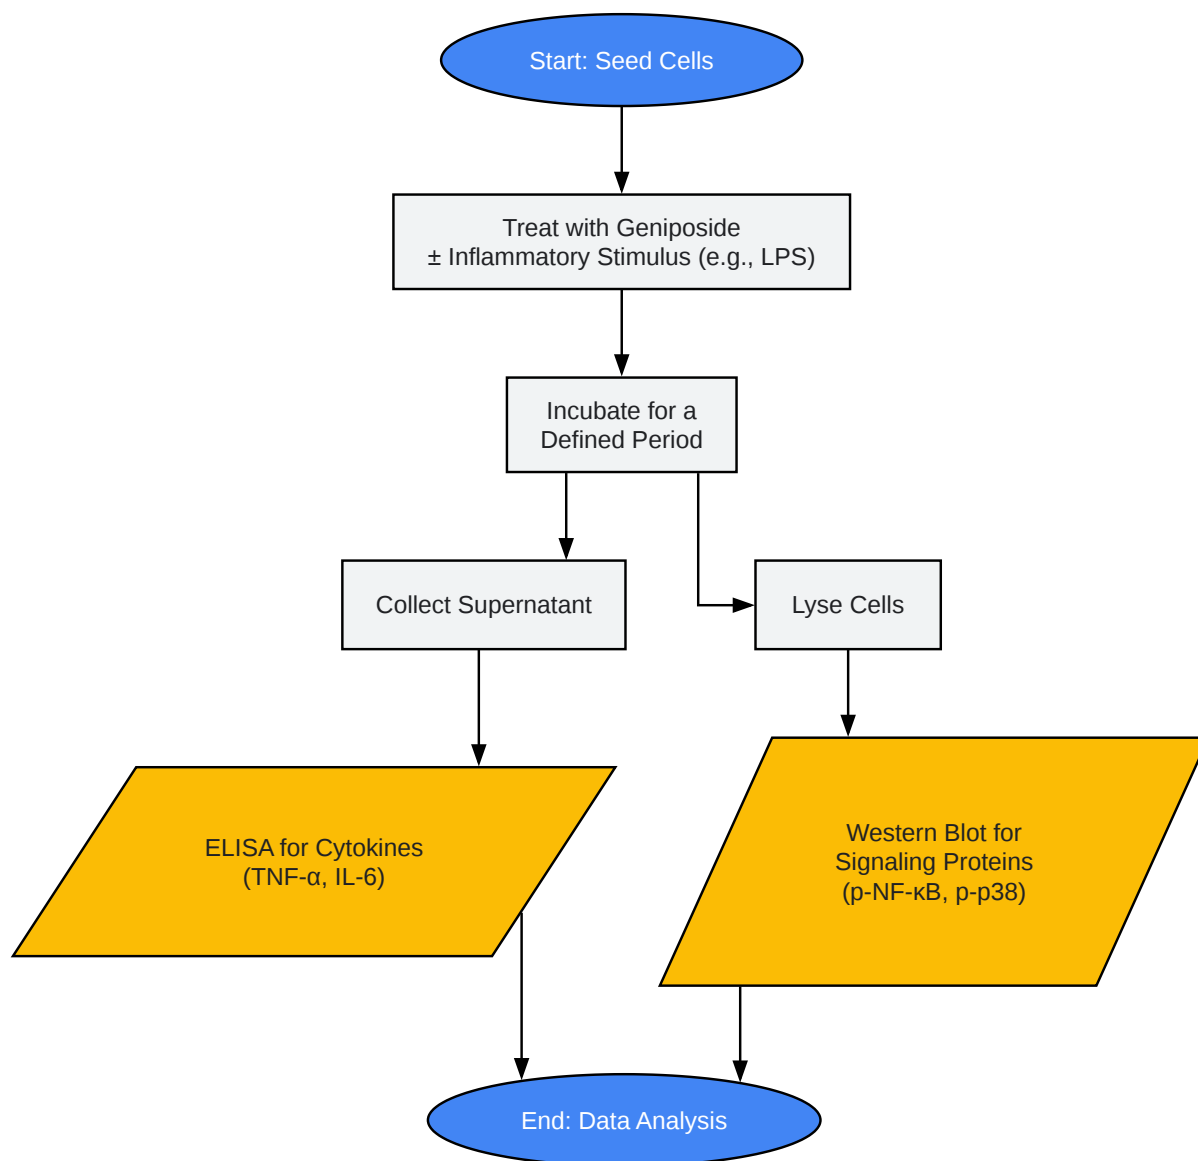 Start: Seed Cells
Treat with Geniposide
± Inflammatory Stimulus (e.g., LPS)
Incubate for a
Defined Period
Collect Supernatant
Lyse Cells
ELISA for Cytokines
(TNF-α, IL-6)
Western Blot for
Signaling Proteins
(p-NF-κB, p-p38)
End: Data Analysis